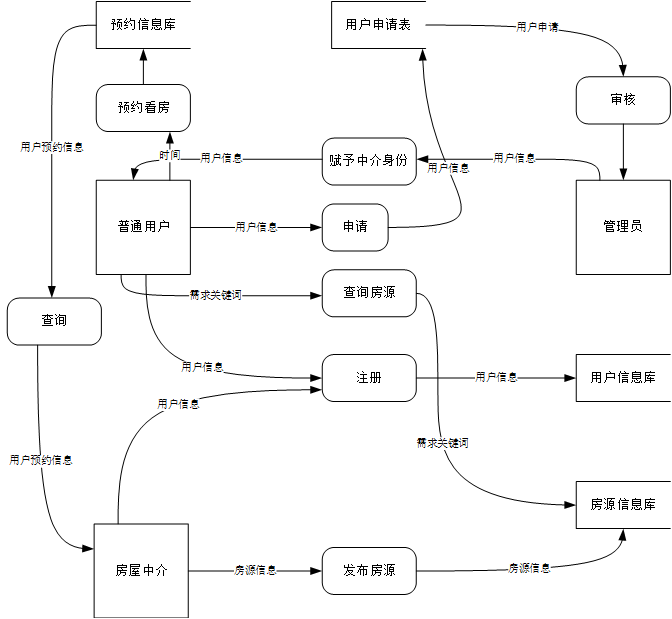 预约信息库
用户申请表
用户申请
预约看房
审核
用户预约信息
时间
用户信息
赋予中介身份
用户信息
用户信息
普通用户
用户信息
申请
管理员
需求关键词
查询房源
查询
用户信息
注册
用户信息
用户信息库
用户信息
需求关键词
用户预约信息
房源信息库
房屋中介
房源信息
发布房源
房源信息